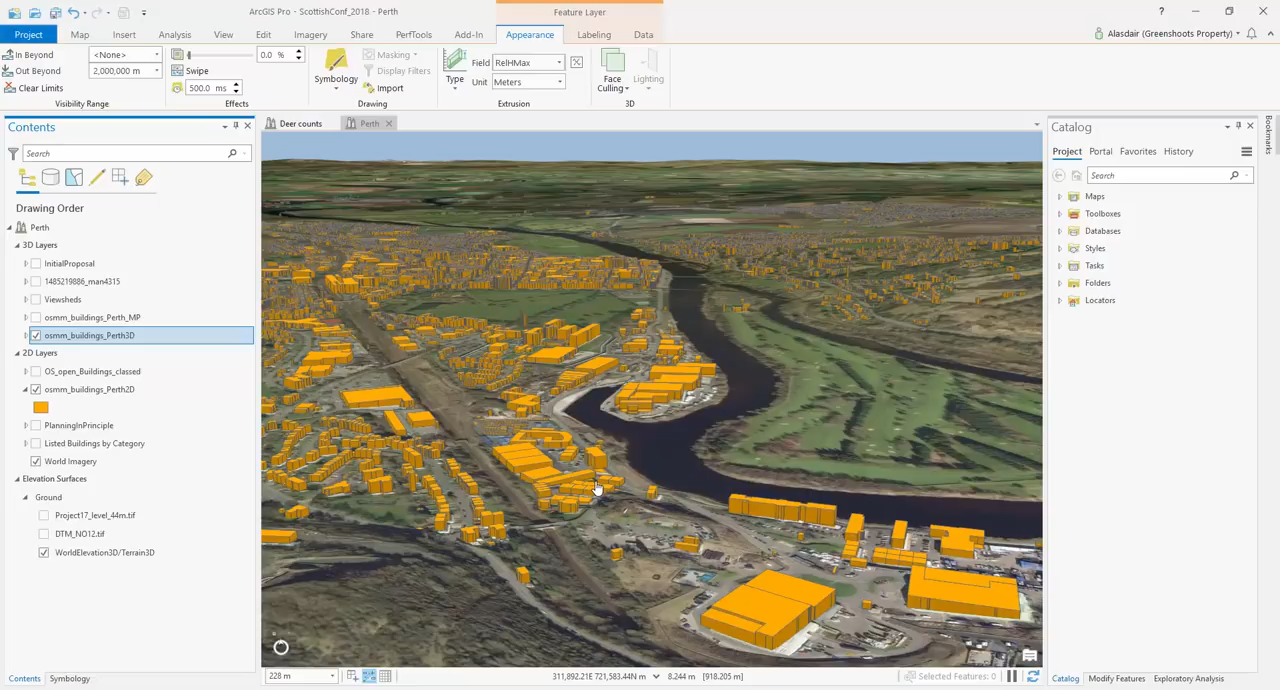 ArcGIS Pro - ScottishConf_2018 - Perth
Feature Layer
?
Project Map Insert Analysis View Edit Imagery Share PerfTools Add-In Appearance Labeling Data
Alasdair (Greenshoots Property)
In Beyond <None>
Out Beyond 2,000,000 m
Clear Limits
Visibility Range
0.0 %
Swipe
500.0 ms
Effects
Symbology
Masking
Display Filters
Import
Drawing
Type
Field RelHMax
Unit Meters
Extrusion
Face Culling
Lighting
3D
Contents
Search
Drawing Order
Perth
3D Layers
InitialProposal
1485219886_man4315
Viewsheds
osmm_buildings_Perth_MP
osmm_buildings_Perth3D
2D Layers
OS_open_Buildings_classed
osmm_buildings_Perth2D
PlanningInPrinciple
Listed Buildings by Category
World Imagery
Elevation Surfaces
Ground
Project17_level_44m.tif
DTM_NO12.tif
WorldElevation3D/Terrain3D
Contents Symbology
Deer counts Perth
228 m
311,892.21E 721,583.44N m
8.244 m [918.205 m]
Selected Features: 0
Catalog
Project Portal Favorites History
Search
Maps
Toolboxes
Databases
Styles
Tasks
Folders
Locators
Catalog Modify Features Exploratory Analysis
Bookmarks